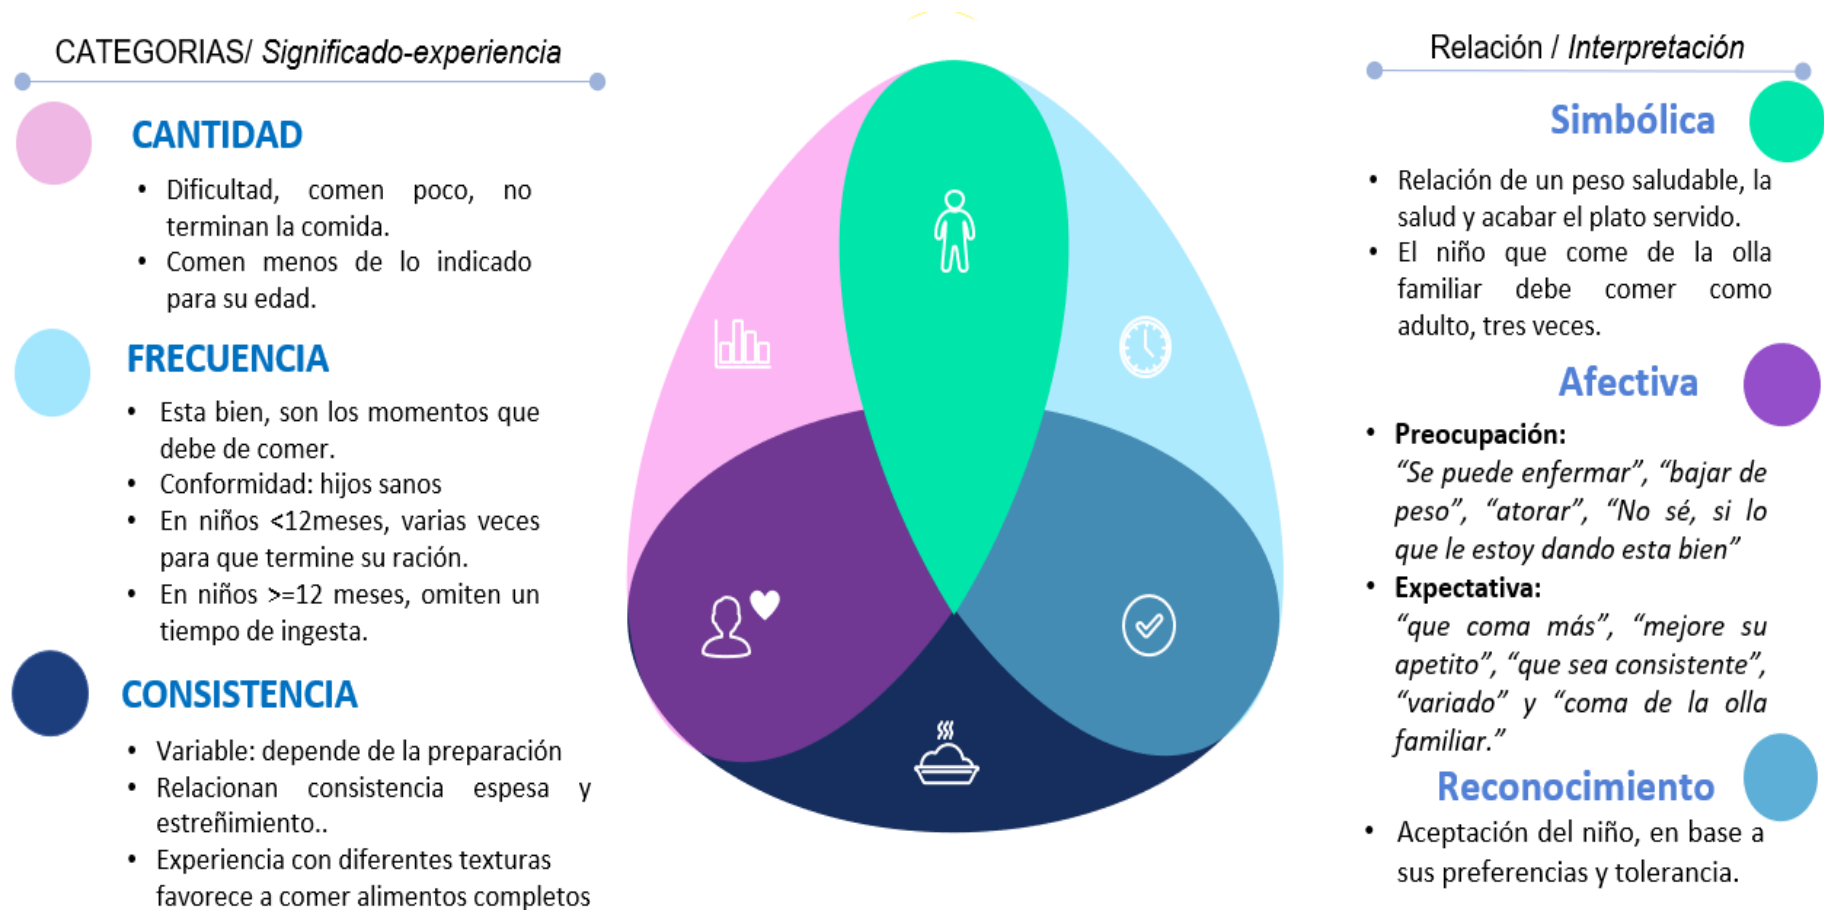 CATEGORIAS/ Significado-experiencia
CANTIDAD
• Dificultad, comen poco, no
terminan la comida.
• Comen menos de lo indicado
para su edad.
FRECUENCIA
• Esta bien, son los momentos que
debe de comer.
• Conformidad: hijos sanos
• En niños <12meses, varias veces
para que termine su ración.
• En niños >=12 meses, omiten un
tiempo de ingesta.
CONSISTENCIA
• Variable: depende de la preparación
• Relacionan consistencia espesa y
estreñimiento..
• Experiencia con diferentes texturas
favorece a comer alimentos completos
Relación / Interpretación
Simbólica
• Relación de un peso saludable, la
salud y acabar el plato servido.
• El niño que come de la olla
familiar debe comer como
adulto, tres veces.
Afectiva
• Preocupación:
“Se puede enfermar”, “bajar de
peso”, “atorar”, “No sé, si lo
que le estoy dando esta bien”
• Expectativa:
“que coma más”, “mejore su
apetito”, “que sea consistente”,
“variado” y “coma de la olla
familiar.”
Reconocimiento
• Aceptación del niño, en base a
sus preferencias y tolerancia.